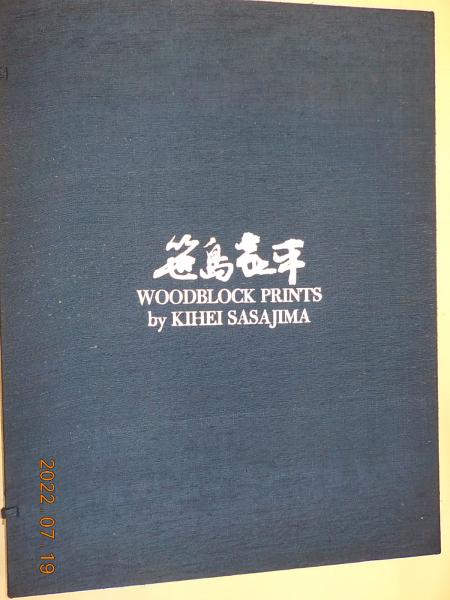 笹島喜平
WOODBLOCK PRINTS
by KIHEI SASAJIMA
2022. 07. 19